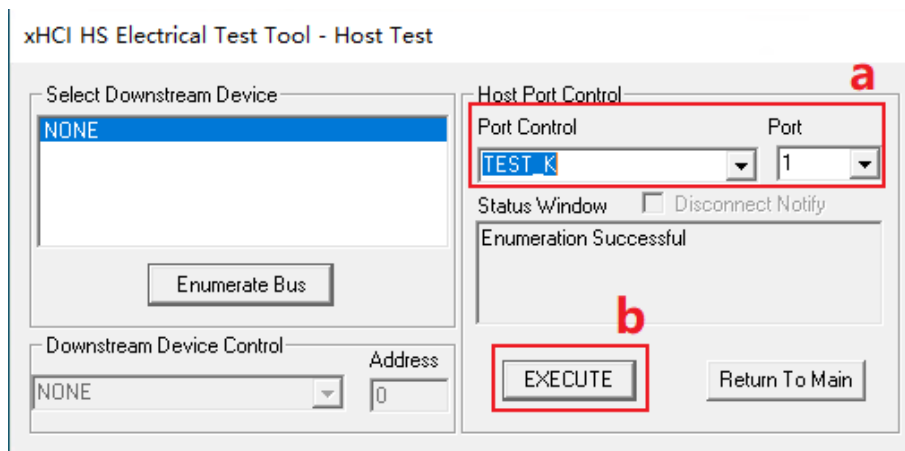 xHCI HS Electrical Test Tool - Host Test
Select Downstream Device
NONE
Enumerate Bus
Downstream Device Control
Address
NONE
0
a
Host Port Control
Port Control
Port
TEST_K
1
Status Window
Disconnect Notify
Enumeration Successful
b
EXECUTE
Return To Main